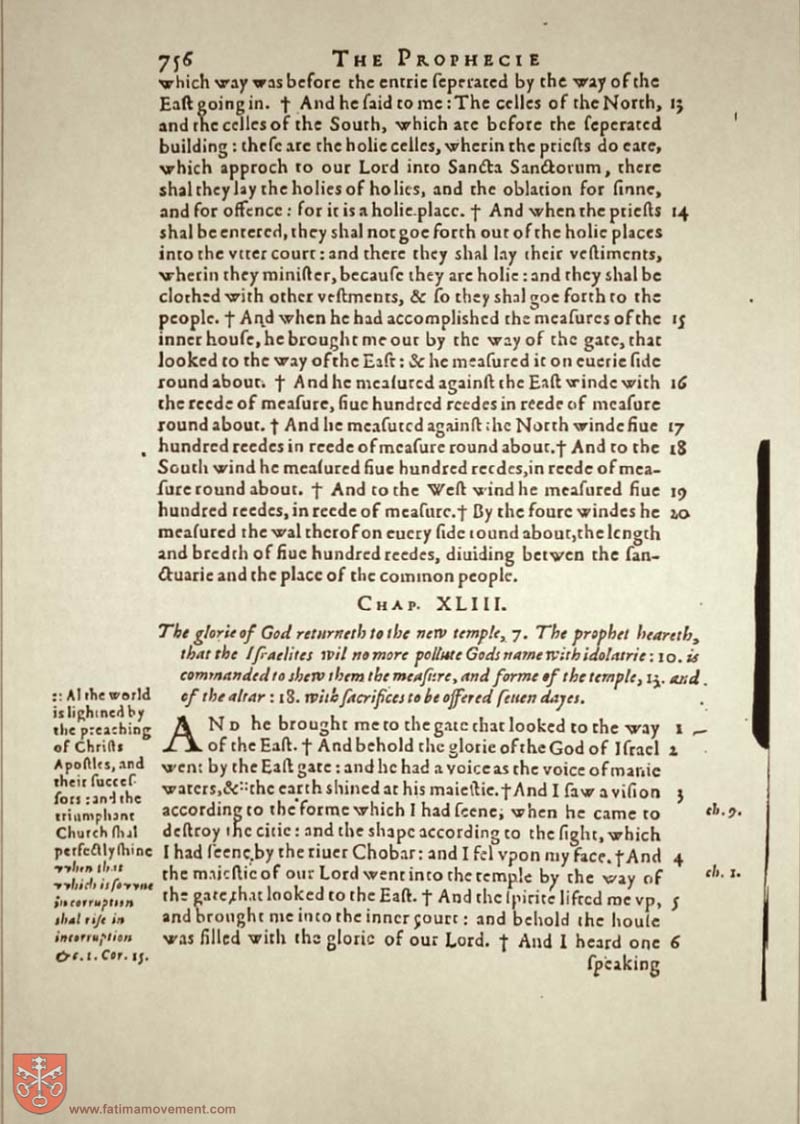 756 THE PROPHECIE
which way was before the entrie ſeperated by the way of the
Eaſt going in. † And he ſaid to me: The celles of the North, 13
and the celles of the South, which are before the ſeperated
building: theſe are the holie celles, wherin the prieſts do eate,
which approch to our Lord into Sancta Sanctorum, there
shal they lay the holies of holies, and the oblation for ſinne,
and for offence: for it is a holie place. † And when the prieſts 14
shal be entered, they shal not goe forth out of the holie places
into the vtter court: and there they shal lay their veſtiments,
wherin they miniſter, becauſe they are holie: and they shal be
clothed with other veſtments, & ſo they shal goe forth to the
people. † And when he had accomplished the meaſures of the 15
inner houſe, he brought me out by the way of the gate, that
looked to the way of the Eaſt: & he meaſured it on euerie ſide
round about. † And he meaſured againſt the Eaſt winde with 16
the reede of meaſure, fiue hundred reedes in reede of meaſure
round about. † And he meaſured againſt the North winde fiue 17
hundred reedes in reede of meaſure round about. † And to the 18
South wind he meaſured fiue hundred reedes, in reede of mea-
ſure round about. † And to the Weſt wind he meaſured fiue 19
hundred reedes, in reede of meaſure. † By the foure windes he 20
meaſured the wal therof on euery ſide round about, the length
and bredth of fiue hundred reedes, diuiding betwen the ſan-
ctuarie and the place of the common people.
CHAP. XLIII.
The glorie of God returneth to the new temple, 7. The prophet heareth,
that the Iſraelites wil no more pollute Gods name with idolatrie: 10. is
commanded to shew them the meaſure, and forme of the temple, 13. and
of the altar: 18. with ſacrifices to be offered ſeuen dayes.
AND he brought me to the gate that looked to the way 1
of the Eaſt. † And behold the glorie of the God of Iſrael 2
went by the Eaſt gate: and he had a voice as the voice of manie
waters, & :: the earth shined at his maieſtie. † And I ſaw a viſion 3
according to the forme which I had ſeene, when he came to
deſtroy the citie: and the shape according to the ſight, which
I had ſeene by the riuer Chobar: and I fel vpon my face. † And 4
the maieſtie of our Lord went into the temple by the way of
the gate, that looked to the Eaſt. † And the ſpirite lifted me vp, 5
and brought me into the inner court: and behold the houſe
was filled with the glorie of our Lord. † And I heard one 6
ſpeaking
:: Al the world
is lightned by
the preaching
of Chriſts
Apoſtles, and
their ſucceſ
ſors: and the
triumphant
Church ſhal
perfectly ſhine
when that
which is ſowne
in corruption
shal riſe in
incorruption
&c. 1. Cor. 15.
ch. 9.
ch. 1.
www.fatimamovement.com